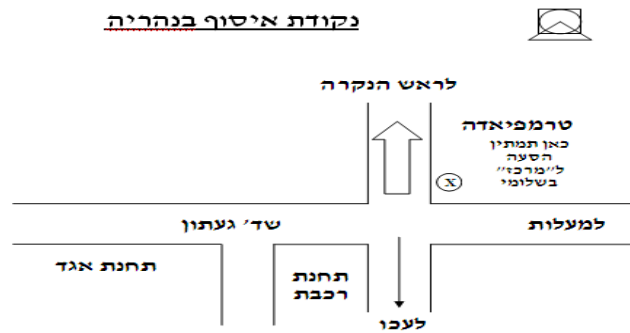 נקודת איסוף בנהריה
לראש הנקרה
טרמפיאדה
כאן תמתין
הסעה
ל"מרכז"
בשלומי
X
שד' געתון
למעלות
תחנת אגד
תחנת
רכבת
לעכו